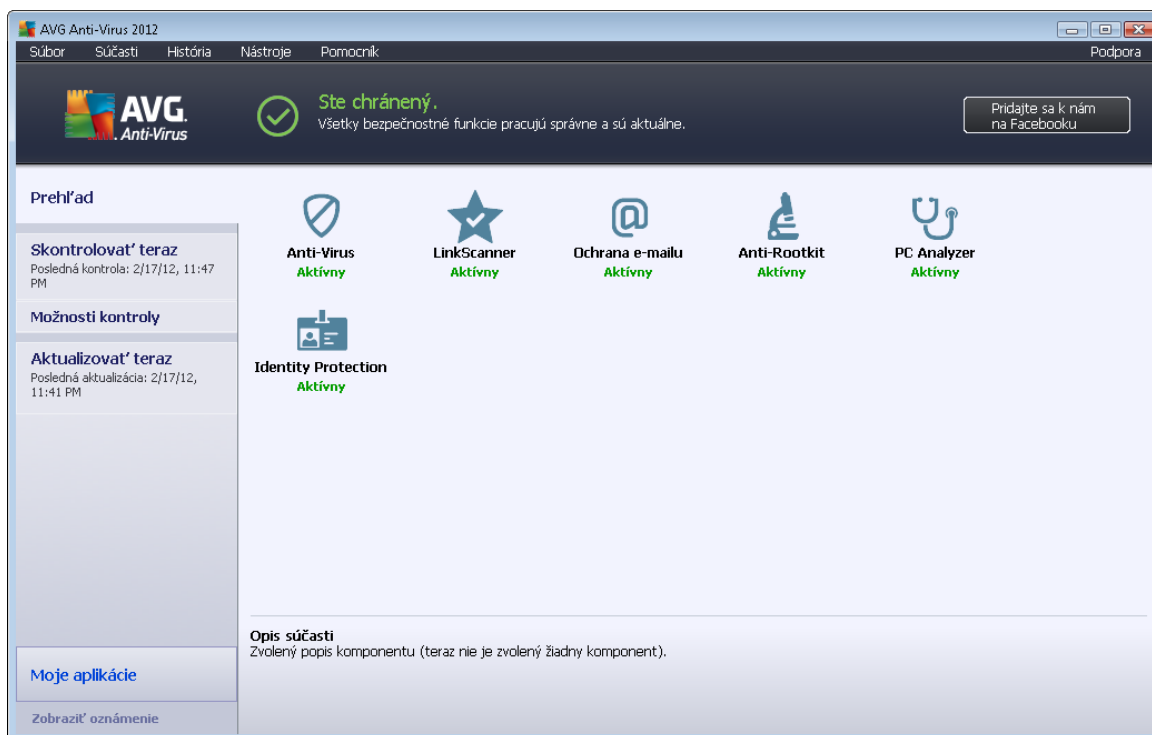 AVG Anti-Virus 2012
Súbor Súčasti História Nástroje Pomocník Podpora
AVG.
Anti-Virus
Ste chránený.
Všetky bezpečnostné funkcie pracujú správne a sú aktuálne.
Pridajte sa k nám
na Facebooku
Prehľad
Skontrolovať teraz
Posledná kontrola: 2/17/12, 11:47
PM
Možnosti kontroly
Aktualizovať teraz
Posledná aktualizácia: 2/17/12,
11:41 PM
Anti-Virus
Aktívny
LinkScanner
Aktívny
Ochrana e-mailu
Aktívny
Anti-Rootkit
Aktívny
PC Analyzer
Aktívny
Identity Protection
Aktívny
Opis súčasti
Zvolený popis komponentu (teraz nie je zvolený žiadny komponent).
Moje aplikácie
Zobraziť oznámenie